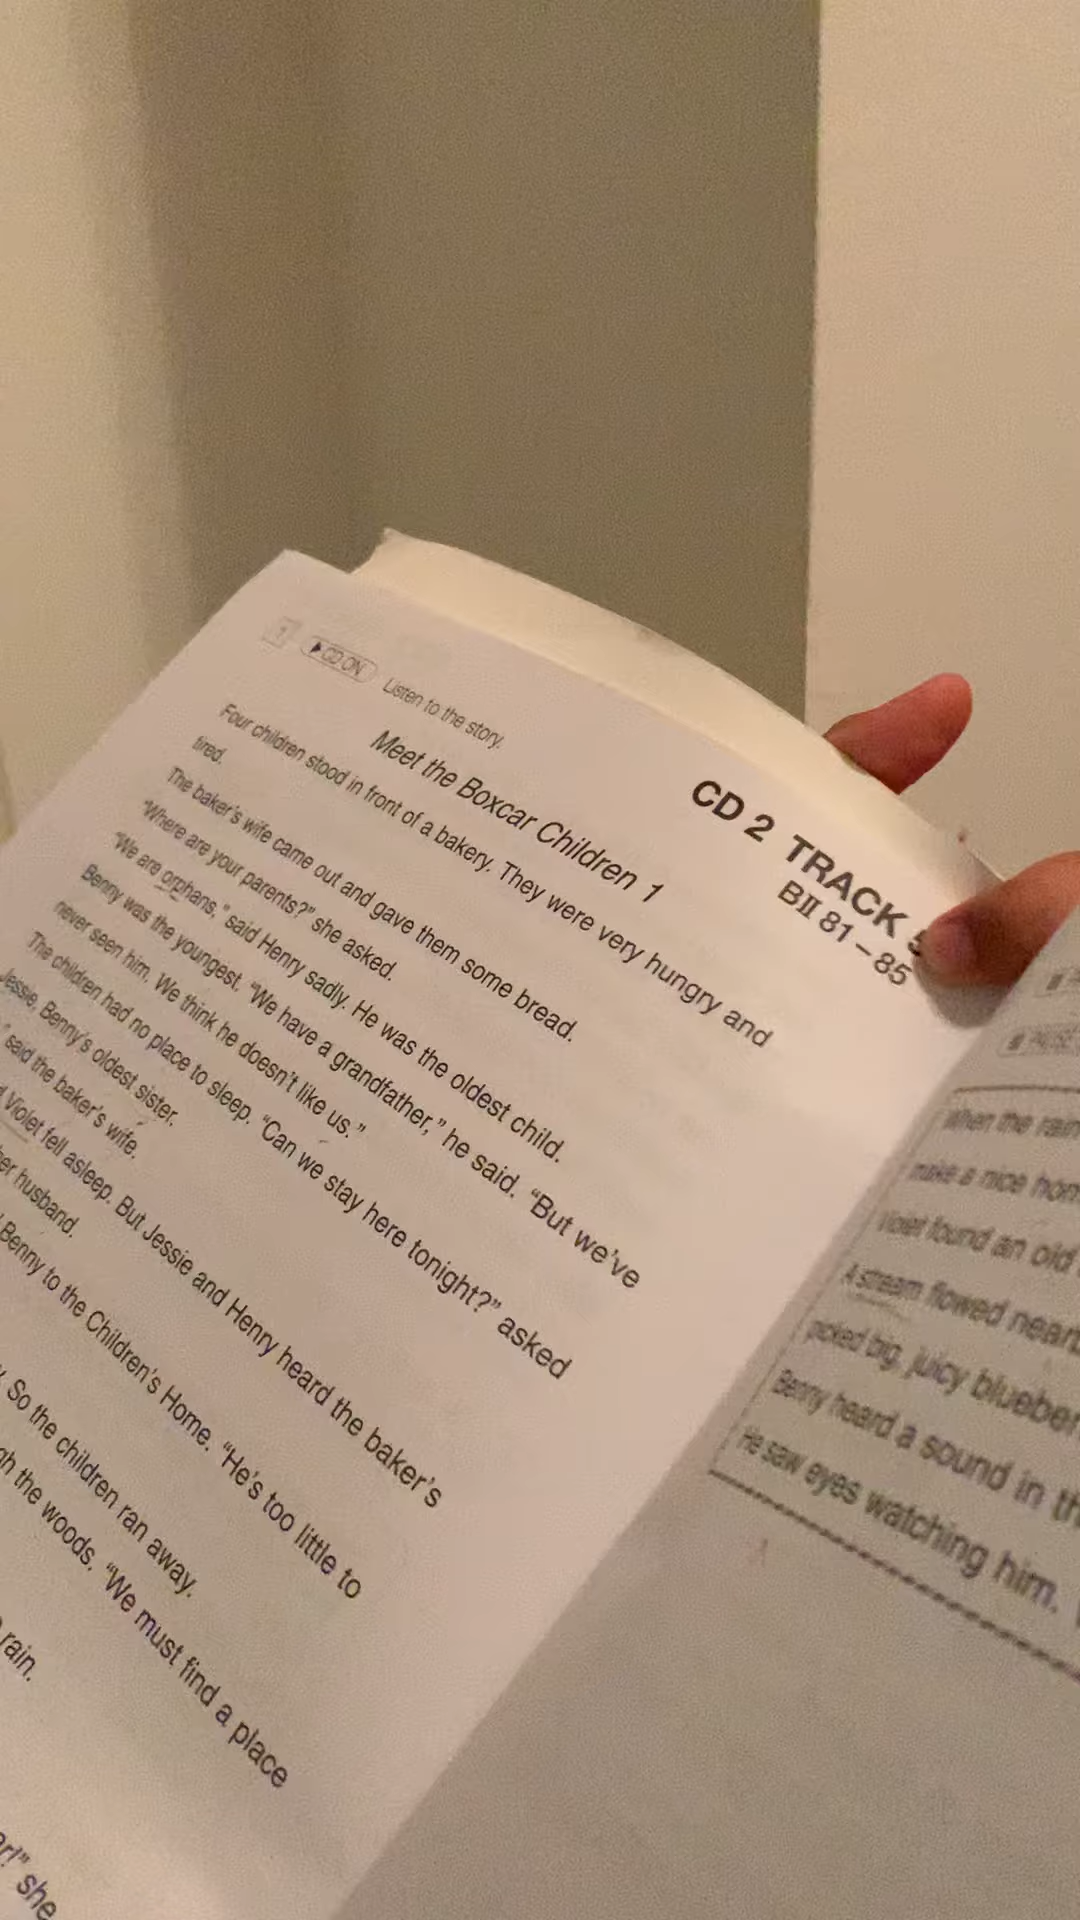 CD 2 TRACK
BII 81–85
1 ▶CD ON Listen to the story.
Meet the Boxcar Children 1
Four children stood in front of a bakery. They were very hungry and
tired.
The baker's wife came out and gave them some bread.
"Where are your parents?" she asked.
"We are orphans," said Henry sadly. He was the oldest child.
Benny was the youngest. "We have a grandfather," he said. "But we've
never seen him. We think he doesn't like us."
The children had no place to sleep. "Can we stay here tonight?" asked
Jessie, Benny's oldest sister.
" said the baker's wife.
Violet fell asleep. But Jessie and Henry heard the baker's
her husband.
Benny to the Children's Home. "He's too little to
So the children ran away.
the woods. "We must find a place
rain.
she
When the rain
make a nice
Violet found an old
A stream flowed
picked big, juicy
Benny heard a sound in
He saw eyes watching him.